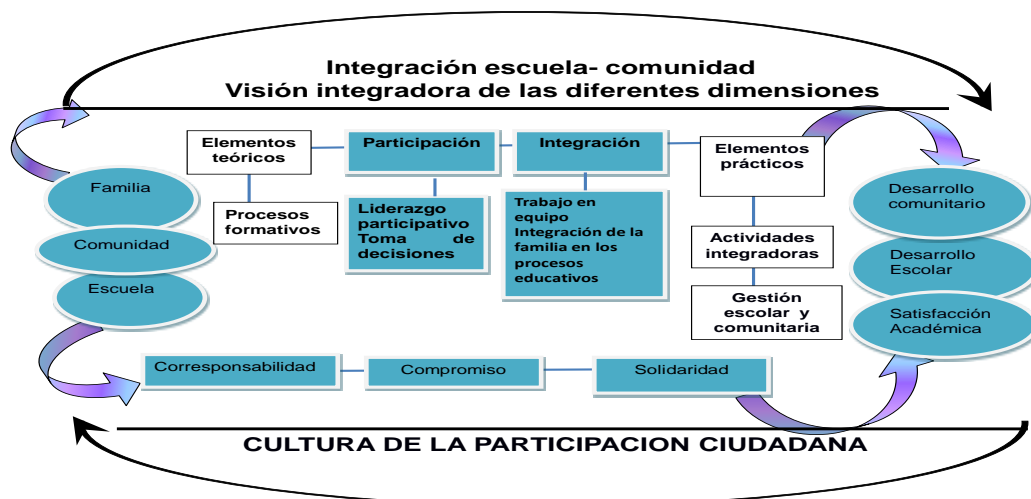 Integración escuela- comunidad
Visión integradora de las diferentes dimensiones
Elementos
teóricos
Participación
Integración
Elementos
prácticos
Familia
Comunidad
Escuela
Procesos
formativos
Liderazgo
participativo
Toma de
decisiones
Trabajo en
equipo
Integración de la
familia en los
procesos
educativos
Actividades
integradoras
Gestión
escolar y
comunitaria
Desarrollo
comunitario
Desarrollo
Escolar
Satisfacción
Académica
Corresponsabilidad
Compromiso
Solidaridad
CULTURA DE LA PARTICIPACION CIUDADANA